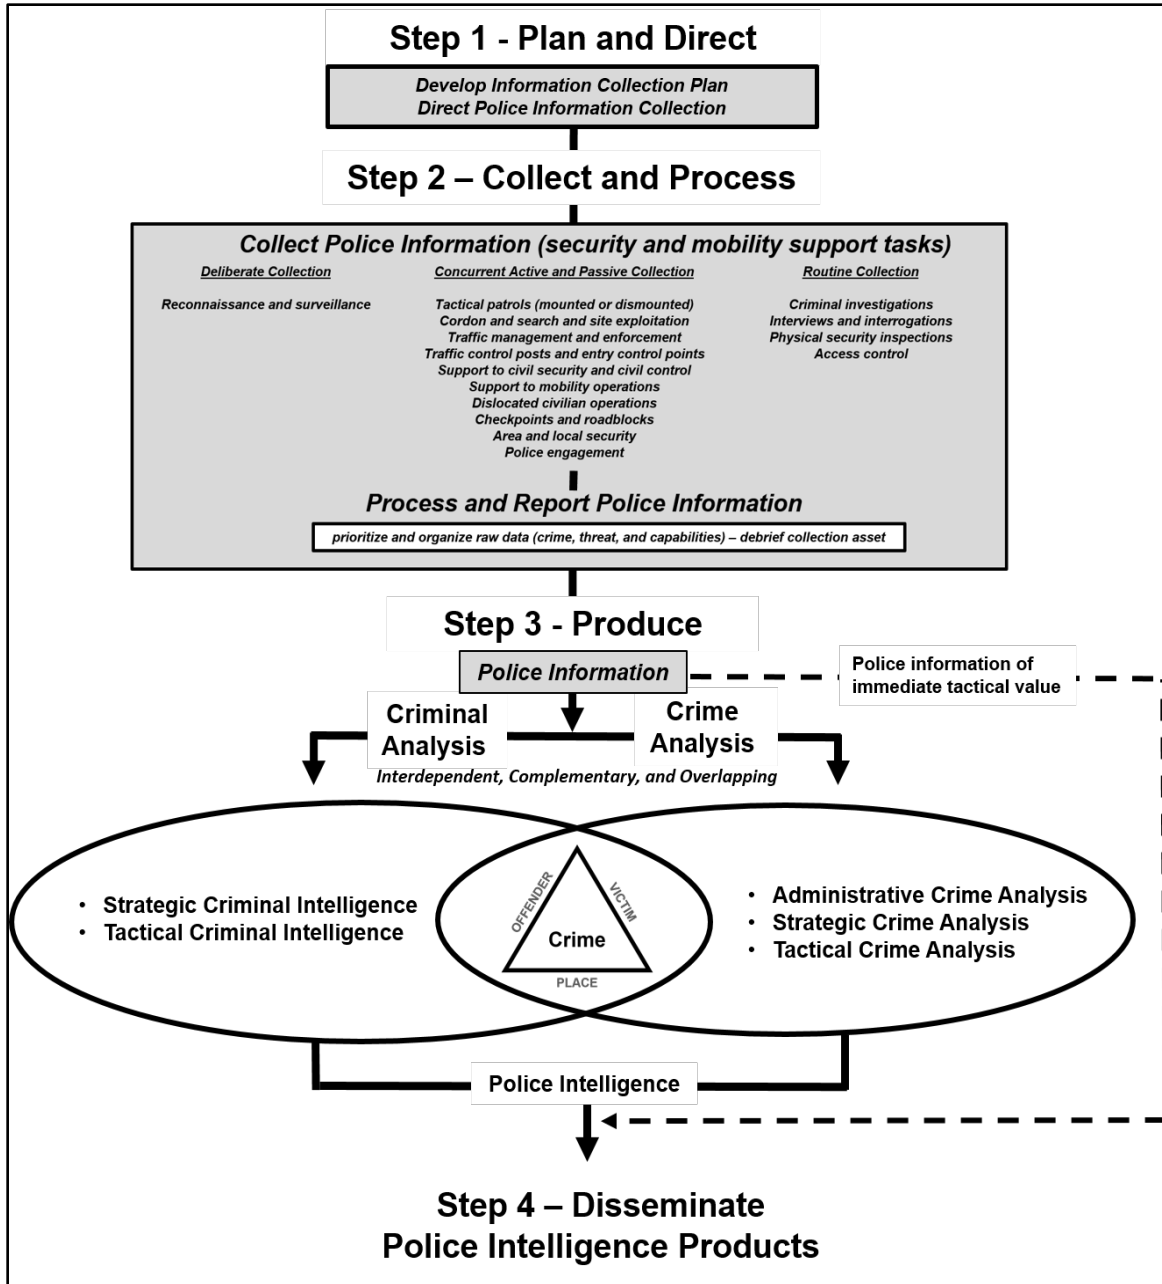 Step 1 - Plan and Direct
Develop Information Collection Plan
Direct Police Information Collection
Step 2 – Collect and Process
Collect Police Information (security and mobility support tasks)
Deliberate Collection
Reconnaissance and surveillance
Concurrent Active and Passive Collection
Tactical patrols (mounted or dismounted)
Cordon and search and site exploitation
Traffic management and enforcement
Traffic control posts and entry control points
Support to civil security and civil control
Support to mobility operations
Dislocated civilian operations
Checkpoints and roadblocks
Area and local security
Police engagement
Routine Collection
Criminal investigations
Interviews and interrogations
Physical security inspections
Access control
Process and Report Police Information
prioritize and organize raw data (crime, threat, and capabilities) – debrief collection asset
Step 3 - Produce
Police Information
Police information of
immediate tactical value
Criminal
Analysis
Crime
Analysis
Interdependent, Complementary, and Overlapping
• Strategic Criminal Intelligence
• Tactical Criminal Intelligence
OFFENDER
VICTIM
Crime
PLACE
• Administrative Crime Analysis
• Strategic Crime Analysis
• Tactical Crime Analysis
Police Intelligence
Step 4 – Disseminate
Police Intelligence Products